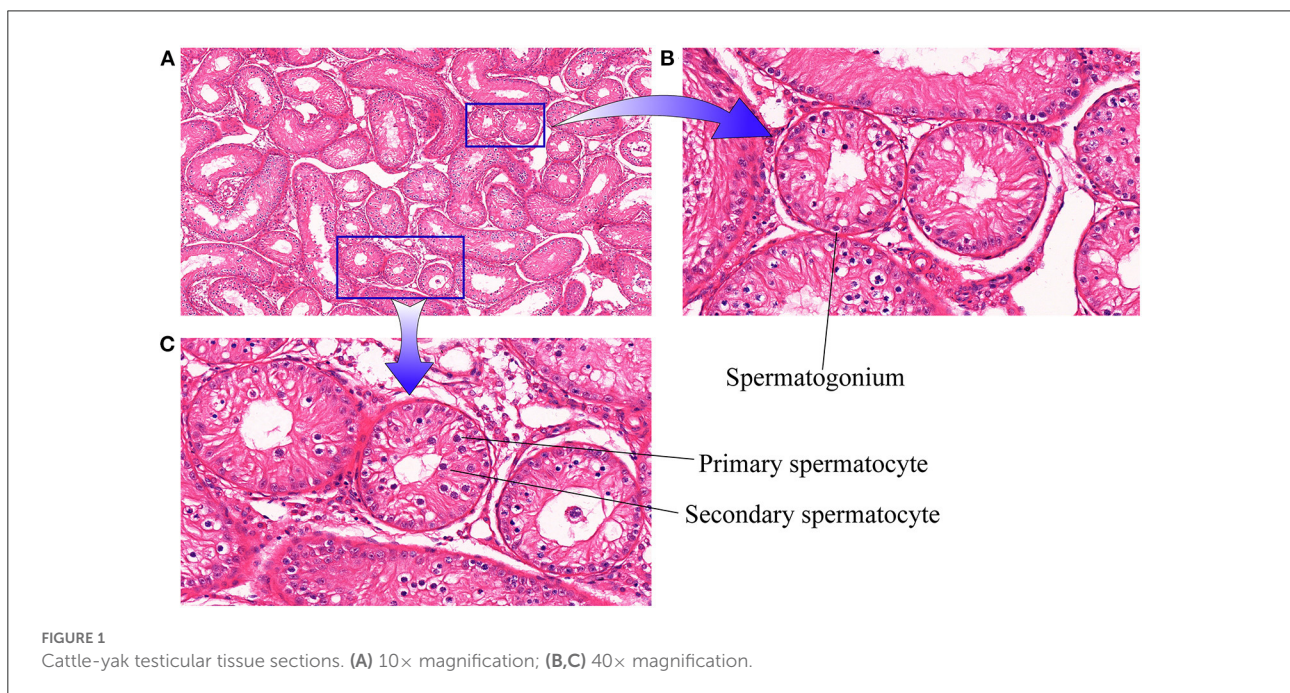 A
B
C
Spermatogonium
Primary spermatocyte
Secondary spermatocyte
FIGURE 1
Cattle-yak testicular tissue sections. (A) 10× magnification; (B,C) 40× magnification.